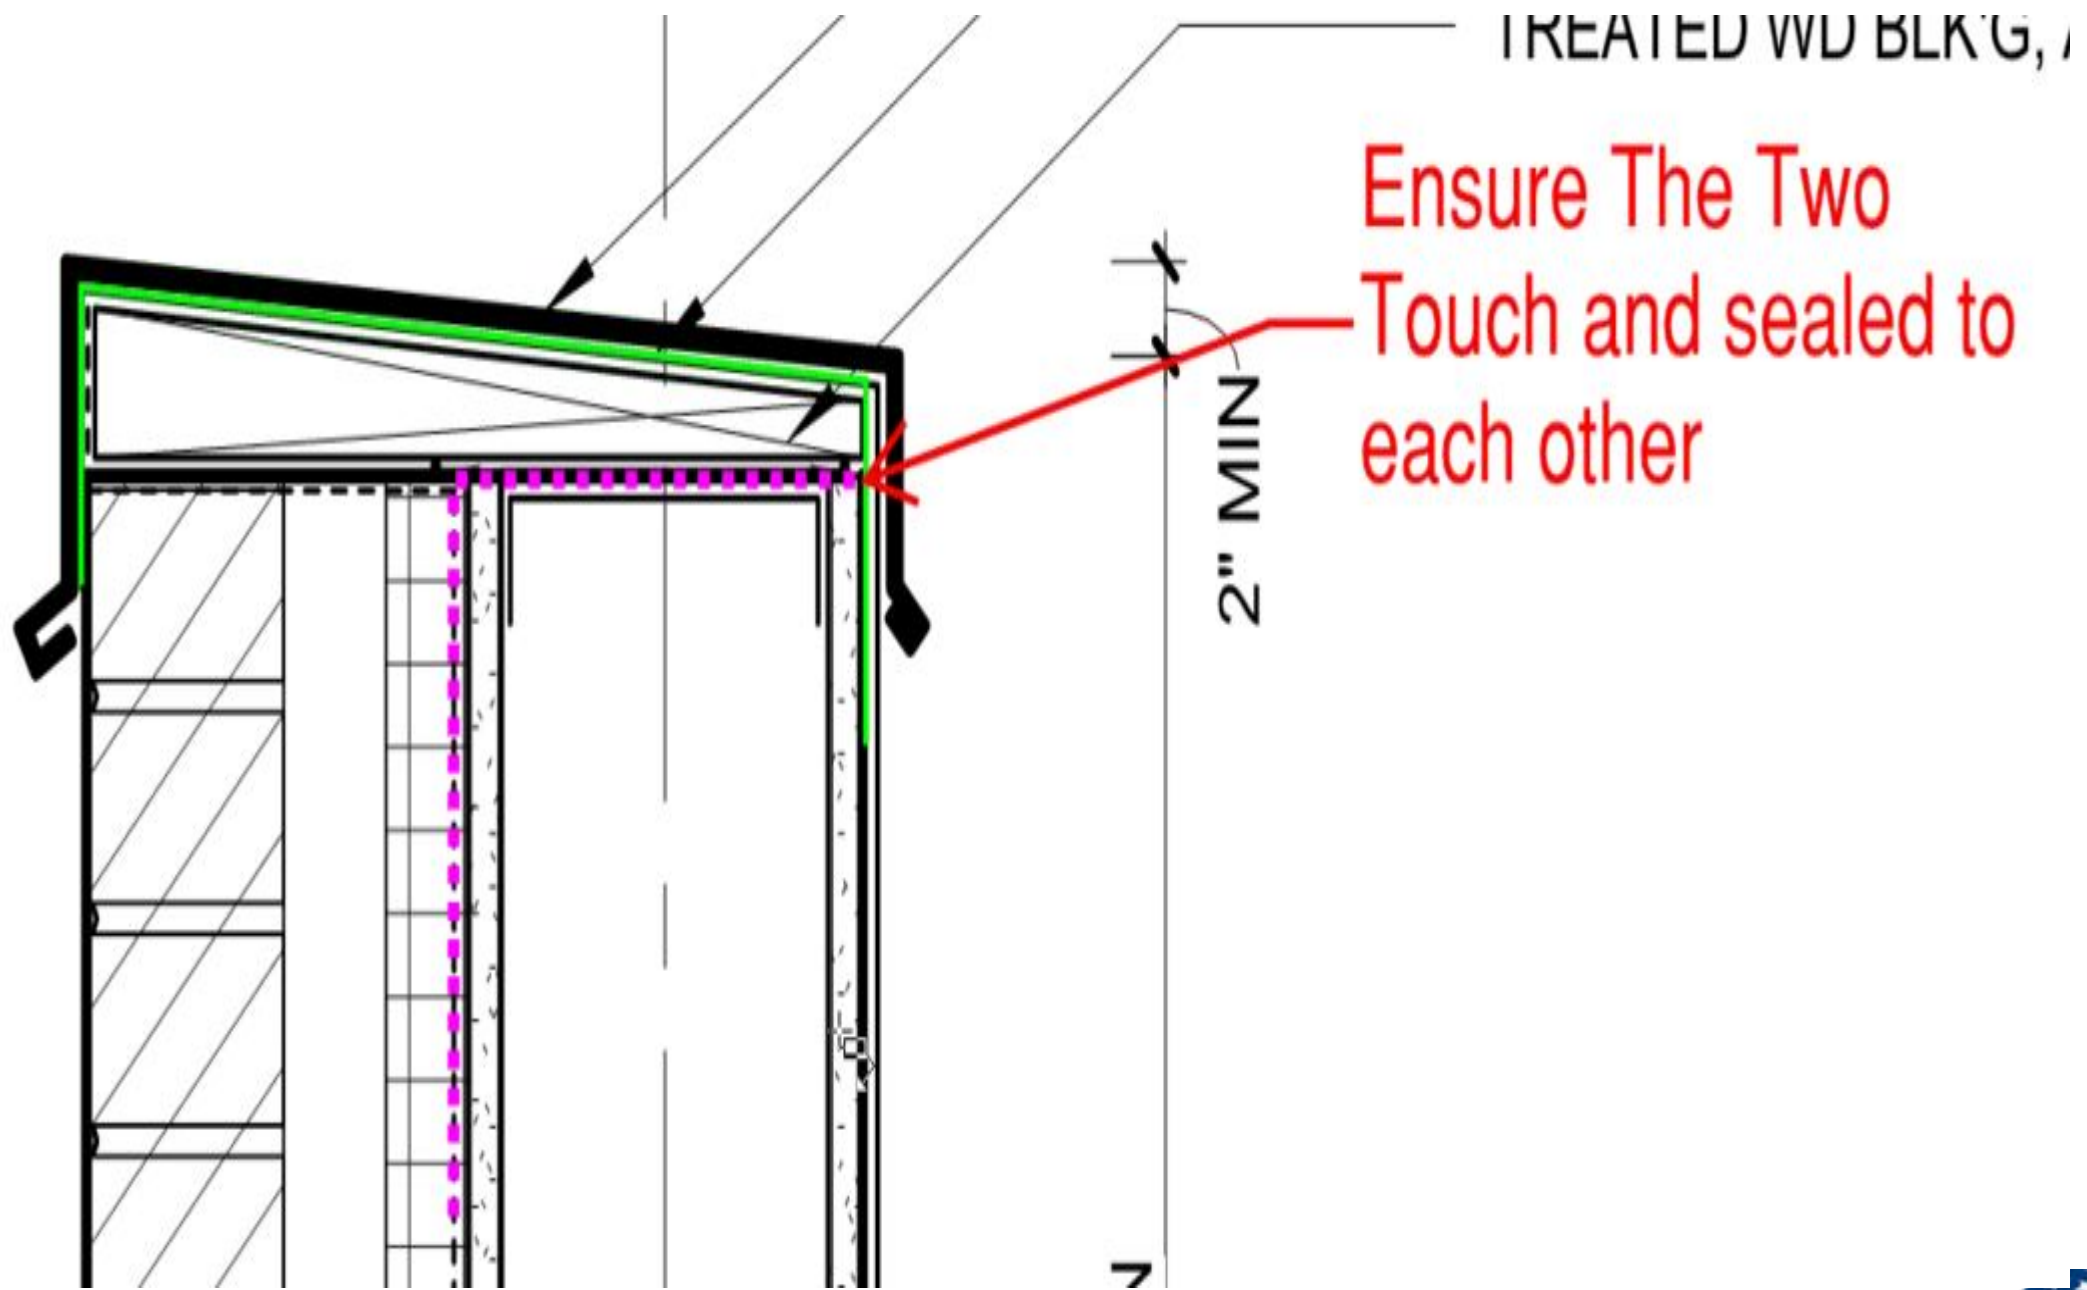 TREATED WD BLK'G,
Ensure The Two
Touch and sealed to
each other
2" MIN